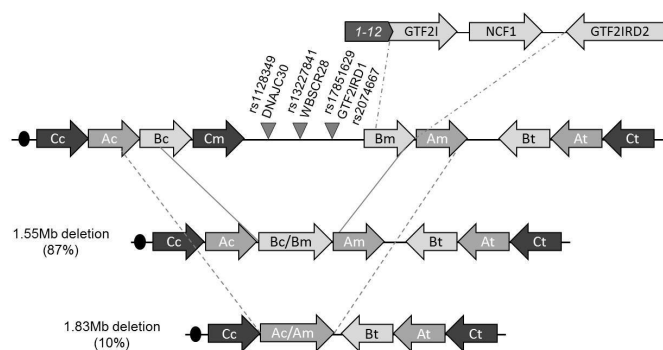 1-12 GTF2I NCF1 GTF2IRD2
rs1128349
DNAJC30
rs13227841
WBSCR28
rs17851629
GTF2IRD1
rs2074667
Cc Ac Bc Cm Bm Am Bt At Ct
1.55Mb deletion
(87%)
Cc Ac Bc/Bm Am Bt At Ct
1.83Mb deletion
(10%)
Cc Ac/Am Bt At Ct